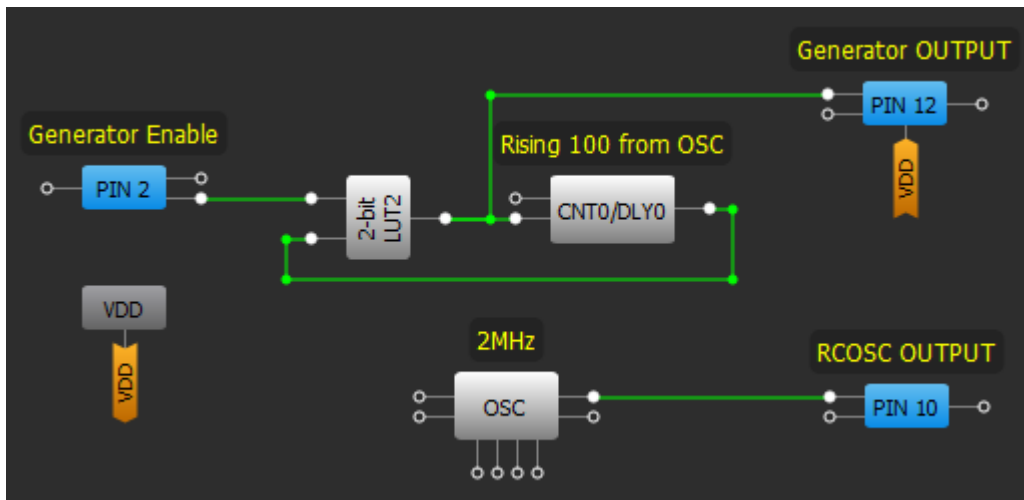 Generator OUTPUT
PIN 12
VDD
Generator Enable
PIN 2
Rising 100 from OSC
2-bit
LUT2
CNT0/DLY0
VDD
VDD
2MHz
OSC
RCOSC OUTPUT
PIN 10